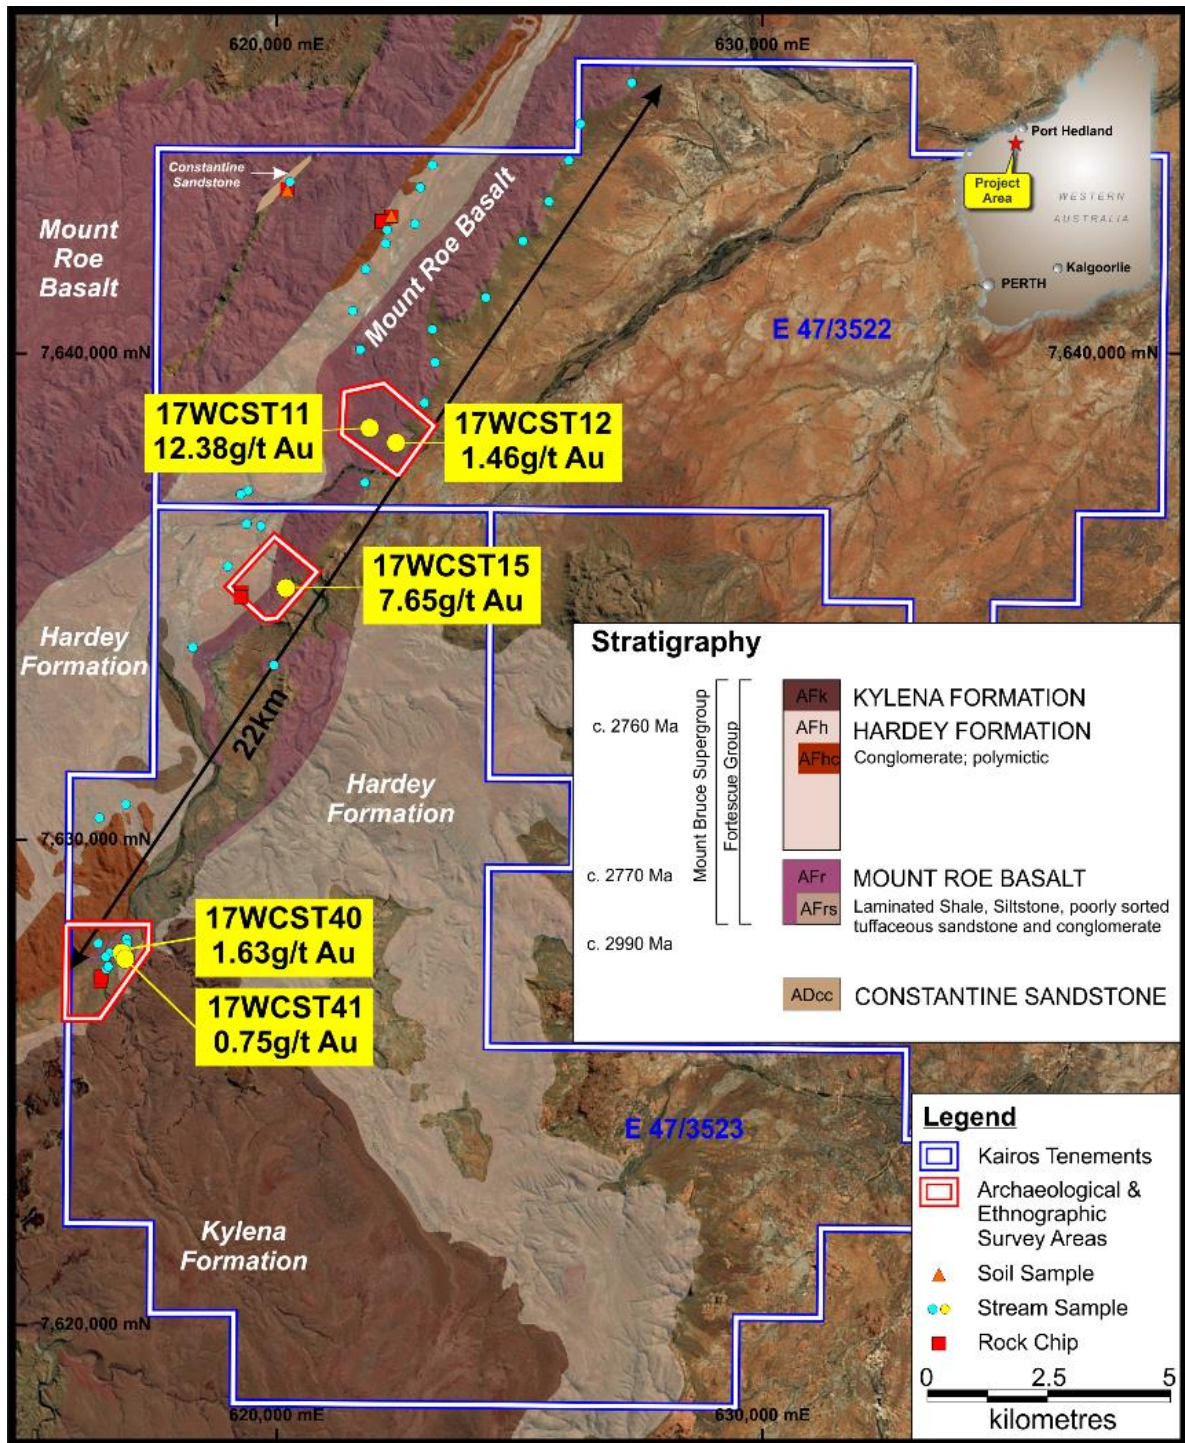 620,000 mE
630,000 mE
Port Hedland
Project
Area
WESTERN
AUSTRALIA
Kalgoorlie
PERTH
Constantine
Sandstone
Mount
Roe
Basalt
Mount Roe Basalt
E 47/3522
7,640,000 mN
7,640,000 mN
17WCST11
12.38g/t Au
17WCST12
1.46g/t Au
17WCST15
7.65g/t Au
Hardey
Formation
22km
Hardey
Formation
7,630,000 mN
17WCST40
1.63g/t Au
17WCST41
0.75g/t Au
Stratigraphy
Mount Bruce Supergroup
Fortescue Group
AFk KYLENA FORMATION
c. 2760 Ma
AFh HARDEY FORMATION
AFhc Conglomerate; polymictic
c. 2770 Ma
AFr MOUNT ROE BASALT
AFrs Laminated Shale, Siltstone, poorly sorted
tuffaceous sandstone and conglomerate
c. 2990 Ma
ADcc CONSTANTINE SANDSTONE
E 47/3523
Kylena
Formation
7,620,000 mN
620,000 mE
630,000 mE
Legend
Kairos Tenements
Archaeological &
Ethnographic
Survey Areas
Soil Sample
Stream Sample
Rock Chip
0 2.5 5
kilometres